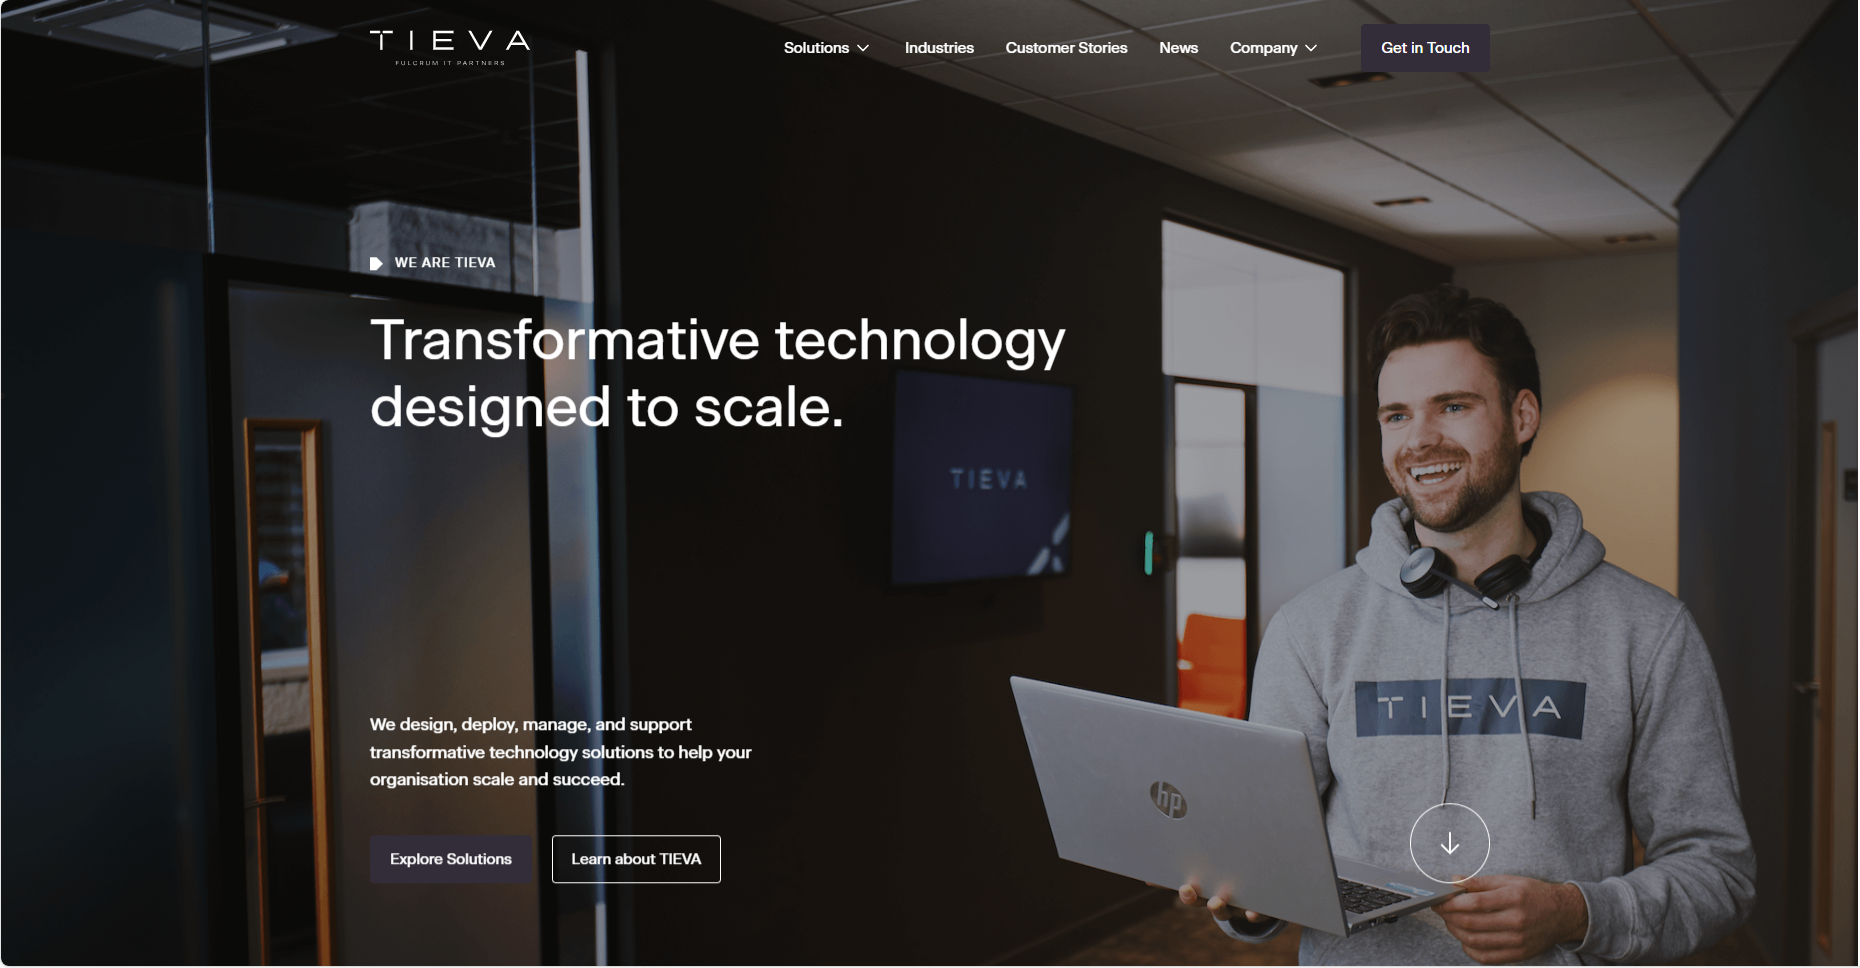 TIEVA
FULCRUM IT PARTNERS
Solutions
Industries
Customer Stories
News
Company
Get in Touch
WE ARE TIEVA
Transformative technology
designed to scale.
TIEVA
TIEVA
hp
We design, deploy, manage, and support
transformative technology solutions to help your
organisation scale and succeed.
Explore Solutions
Learn about TIEVA